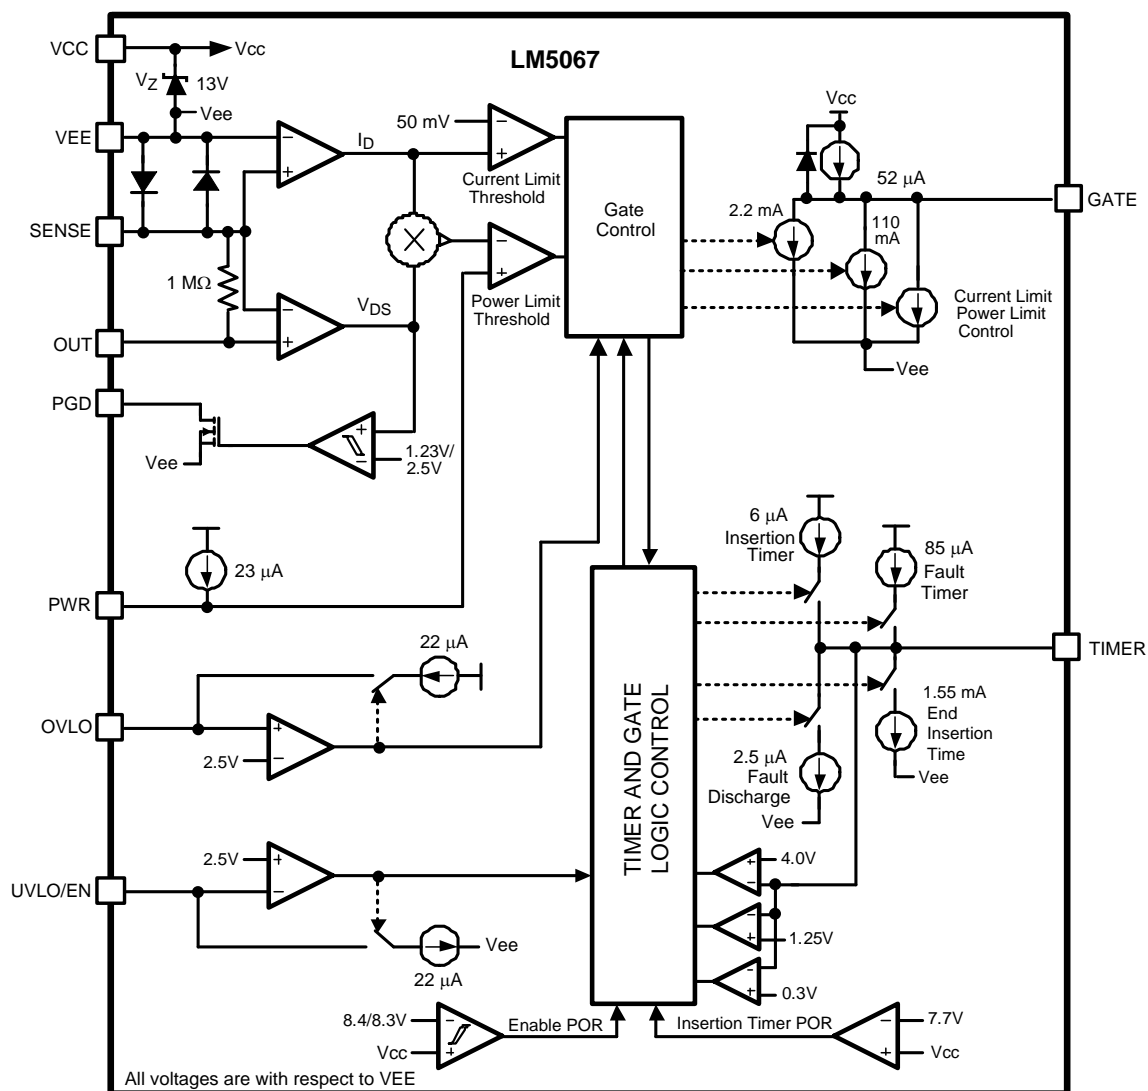 LM5067
VCC
Vcc
VZ
13V
Vee
VEE
SENSE
1 MΩ
OUT
PGD
Vee
−
+
ID
−
+
VDS
+
−
1.23V/
2.5V
50 mV
−
+
Current Limit
Threshold
−
+
Power Limit
Threshold
Gate
Control
Vcc
52 µA
2.2 mA
110
mA
GATE
Current Limit
Power Limit
Control
Vee
23 µA
PWR
22 µA
OVLO
+
−
2.5V
UVLO/EN
2.5V
+
−
22 µA
Vee
TIMER AND GATE
LOGIC CONTROL
6 µA
Insertion
Timer
85 µA
Fault
Timer
TIMER
1.55 mA
End
Insertion
Time
Vee
2.5 µA
Fault
Discharge
Vee
+
−
4.0V
−
+
1.25V
-
+
0.3V
8.4/8.3V
Vcc
−
+
Enable POR
Insertion Timer POR
−
+
7.7V
Vcc
All voltages are with respect to VEE